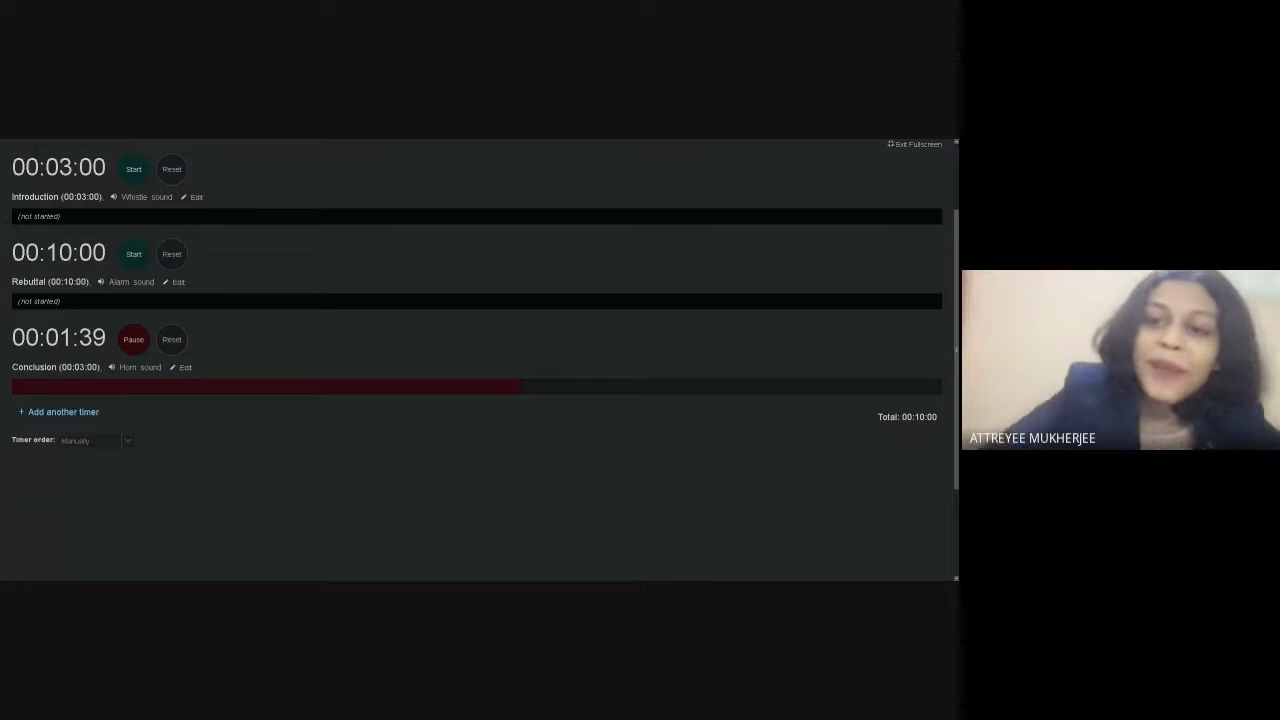 Exit Fullscreen
00:03:00 Start Reset
Introduction (00:03:00), Whistle sound Edit
(not started)
00:10:00 Start Reset
Rebuttal (00:10:00), Alarm sound Edit
(not started)
00:01:39 Pause Reset
Conclusion (00:03:00), Horn sound Edit
+ Add another timer
Total: 00:10:00
Timer order: Manually
ATTREYEE MUKHERJEE